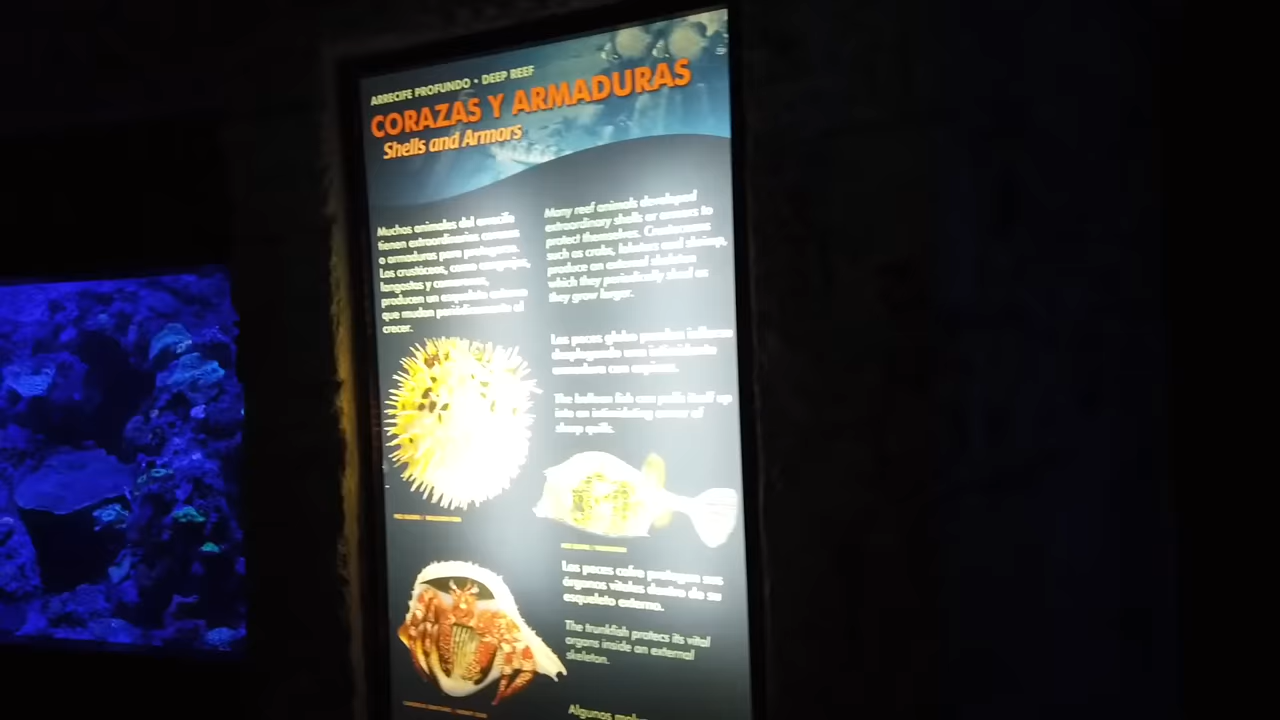 ARRECIFE PROFUNDO • DEEP REEF
CORAZAS Y ARMADURAS
Shells and Armors
Muchos animales del arrecife
tienen extraordinarias corazas
o armaduras para protegerse.
Los crustáceos, como cangrejos,
langostas y camarones,
producen un esqueleto externo
que mudan periódicamente al
crecer.
Many reef animals developed
extraordinary shells or armors to
protect themselves. Crustaceans
such as crabs, lobsters and shrimp,
produce an external skeleton
which they periodically shed as
they grow larger.
Los peces globo pueden inflarse
desplegando una intimidante
armadura con espinas.
The balloon fish can puff itself up
into an intimidating armor of
sharp quills.
Los peces cofre protegen sus
órganos vitales dentro de su
esqueleto externo.
The trunkfish protecs its vital
organs inside an external
skeleton.
Algunos